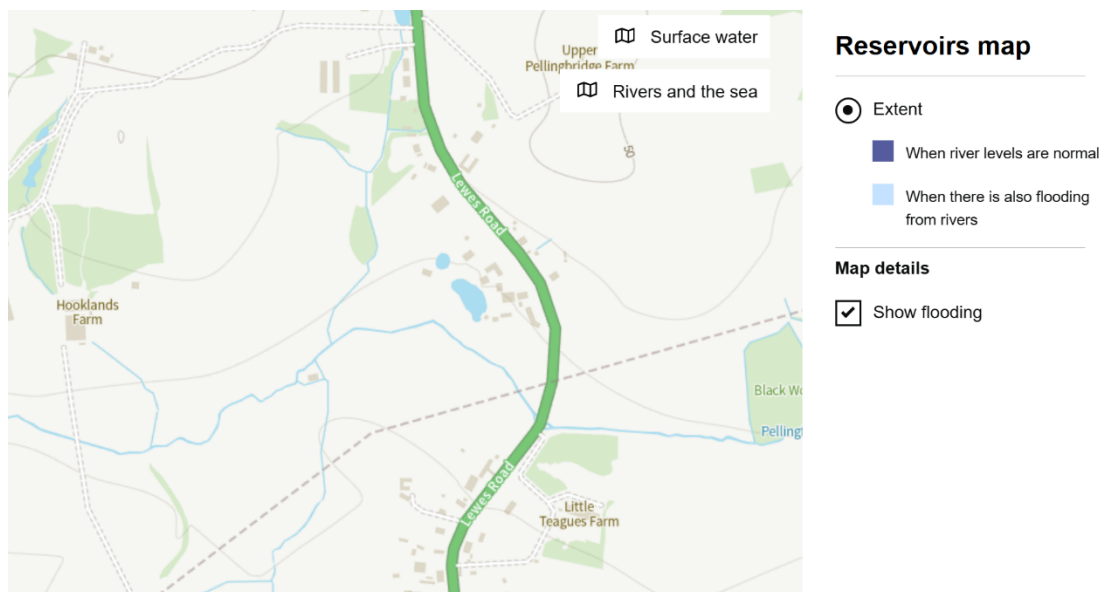 Surface water
Rivers and the sea
Upper
Pellingbridge Farm
50
Lewes Road
Hooklands
Farm
Black Wo
Pellingt
Lewes Road
Little
Teagues Farm
Reservoirs map
Extent
When river levels are normal
When there is also flooding
from rivers
Map details
Show flooding